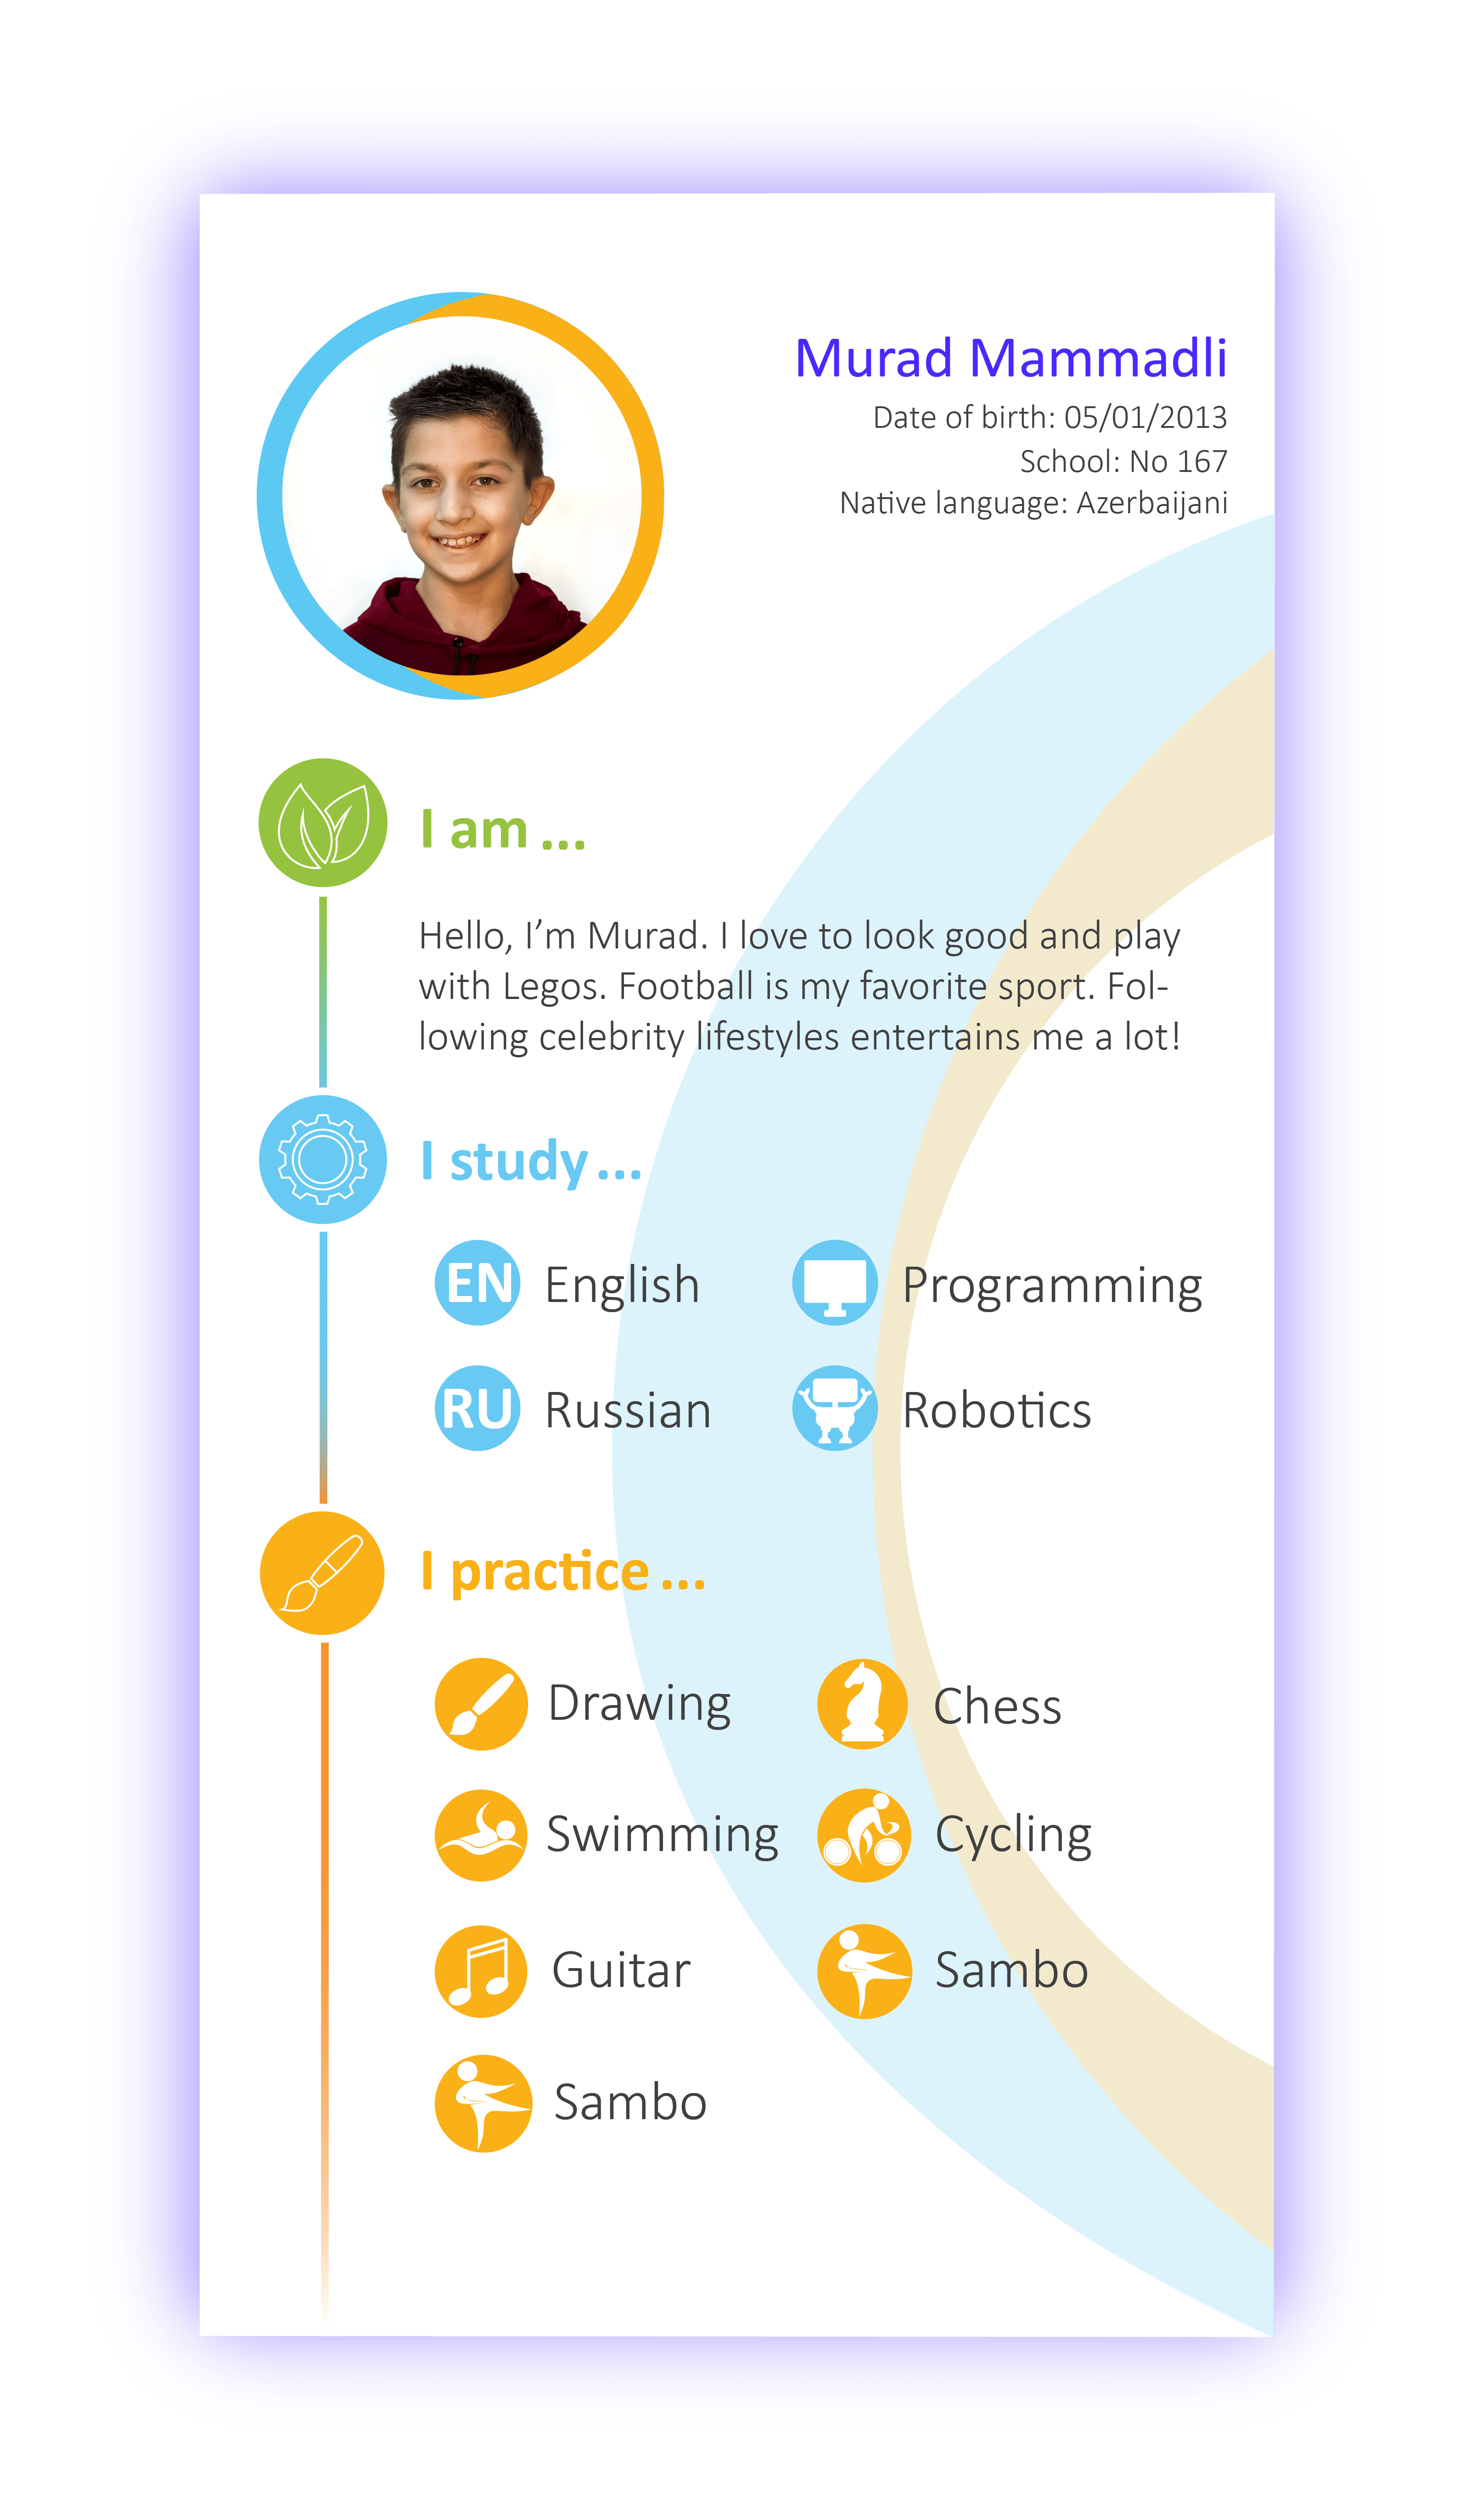 Murad Mammadli
Date of birth: 05/01/2013
School: No 167
Native language: Azerbaijani
I am ...
Hello, I’m Murad. I love to look good and play
with Legos. Football is my favorite sport. Fol-
lowing celebrity lifestyles entertains me a lot!
I study ...
EN English
Programming
RU Russian
Robotics
I practice ...
Drawing
Chess
Swimming
Cycling
Guitar
Sambo
Sambo